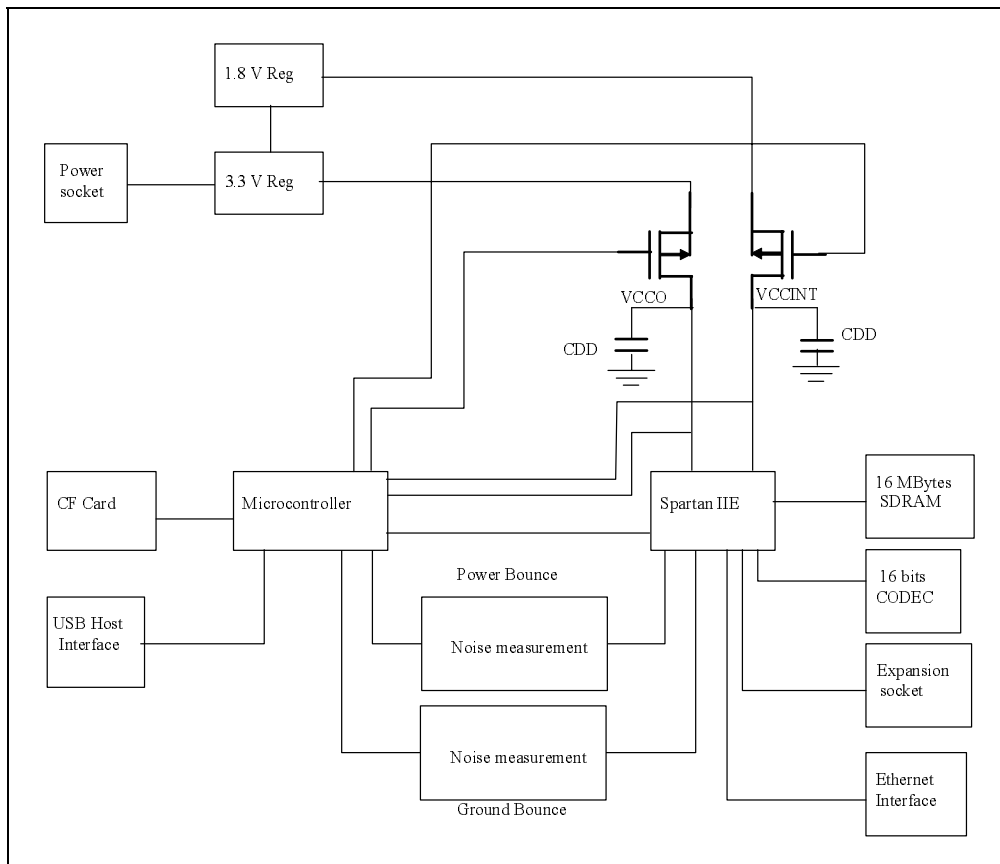 1.8 V Reg
Power
socket
3.3 V Reg
VCCO
VCCINT
CDD
CDD
CF Card
Microcontroller
Spartan IIE
16 MBytes
SDRAM
Power Bounce
16 bits
CODEC
USB Host
Interface
Noise measurement
Expansion
socket
Noise measurement
Ground Bounce
Ethernet
Interface